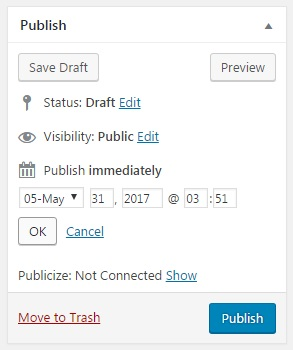 Publish
Save Draft Preview
Status: Draft Edit
Visibility: Public Edit
Publish immediately
05-May 31, 2017 @ 03 :51
OK Cancel
Publicize: Not Connected Show
Move to Trash Publish